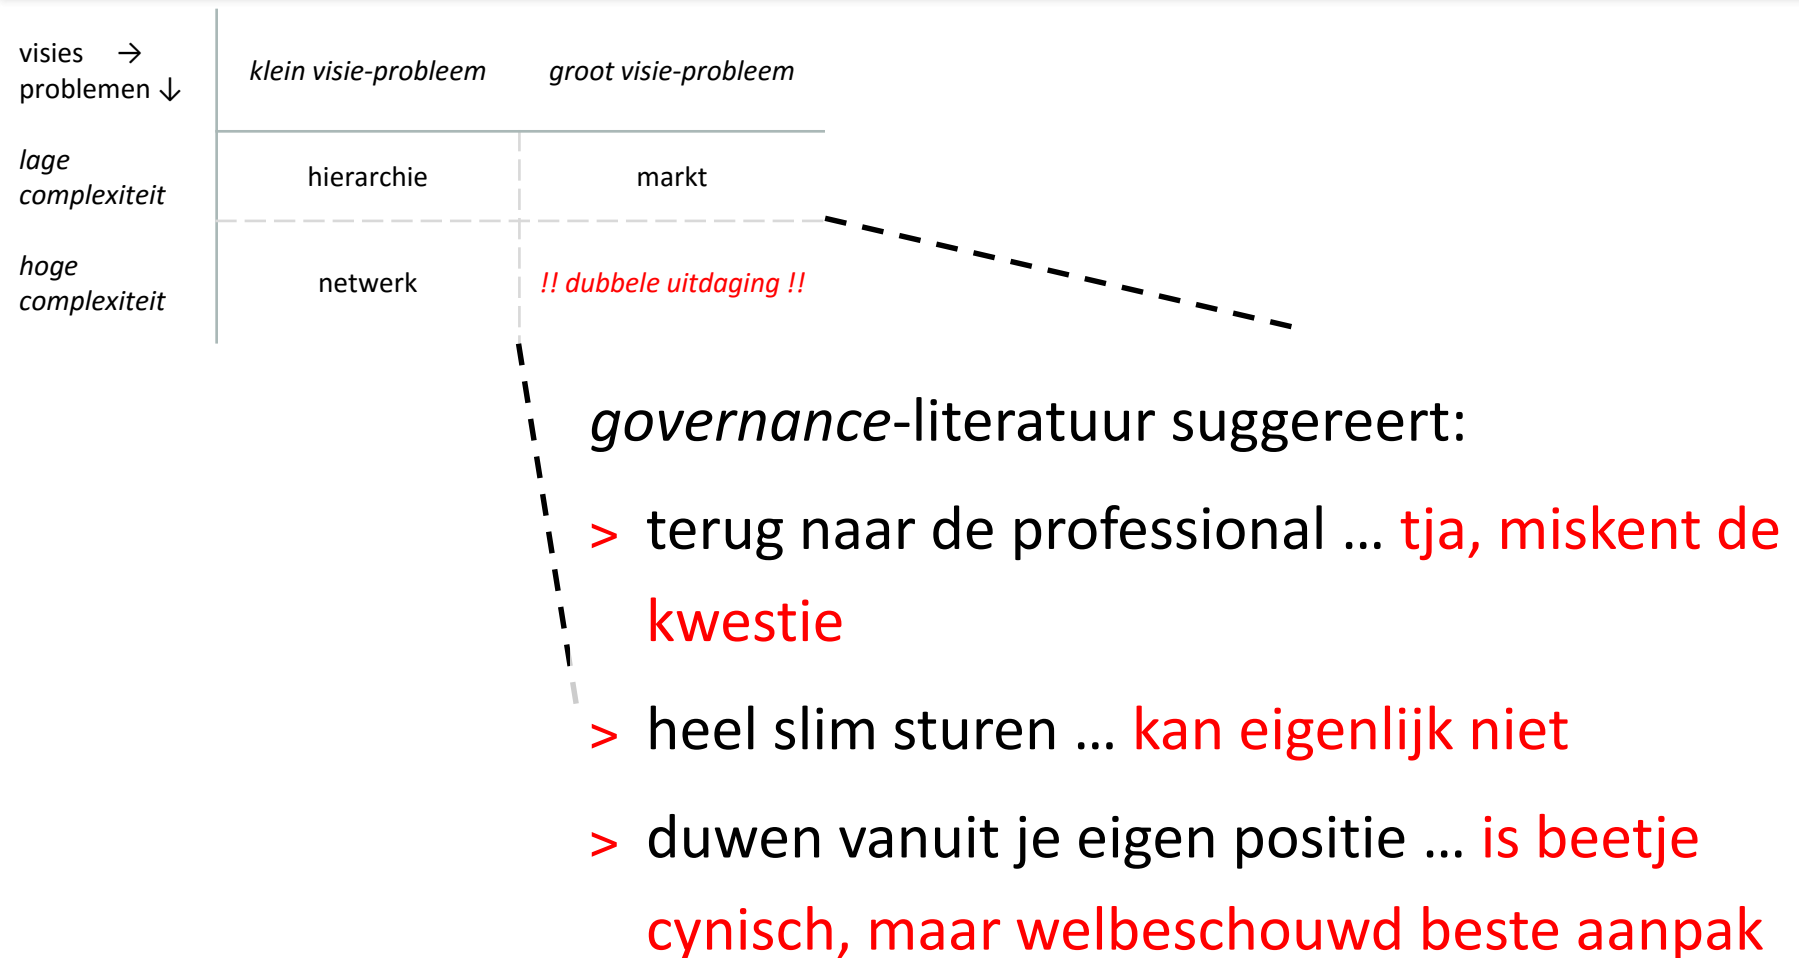 visies →
problemen ↓
klein visie-probleem
groot visie-probleem
lage
complexiteit
hierarchie
markt
hoge
complexiteit
netwerk
!! dubbele uitdaging !!
governance-literatuur suggereert:
> terug naar de professional ... tja, miskent de
kwestie
> heel slim sturen ... kan eigenlijk niet
> duwen vanuit je eigen positie ... is beetje
cynisch, maar welbeschouwd beste aanpak